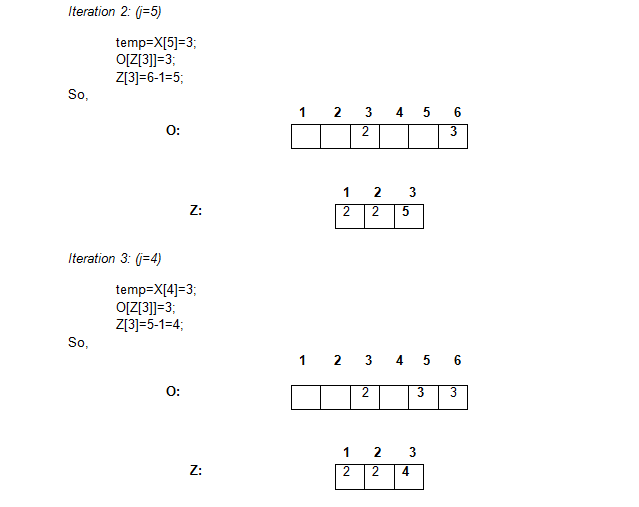 Iteration 2: (j=5)
temp=X[5]=3;
O[Z[3]]=3;
Z[3]=6-1=5;
So,
1 2 3 4 5 6
O: 2 3
1 2 3
Z: 2 2 5
Iteration 3: (j=4)
temp=X[4]=3;
O[Z[3]]=3;
Z[3]=5-1=4;
So,
1 2 3 4 5 6
O: 2 3 3
1 2 3
Z: 2 2 4